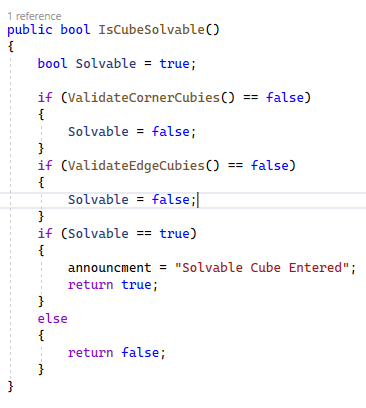 1 reference
public bool IsCubeSolvable()
{
    bool Solvable = true;

    if (ValidateCornerCubies() == false)
    {
        Solvable = false;
    }
    if (ValidateEdgeCubies() == false)
    {
        Solvable = false;
    }
    if (Solvable == true)
    {
        announcment = "Solvable Cube Entered";
        return true;
    }
    else
    {
        return false;
    }
}